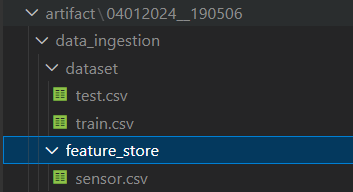 artifact\04012024__190506
data_ingestion
dataset
test.csv
train.csv
feature_store
sensor.csv